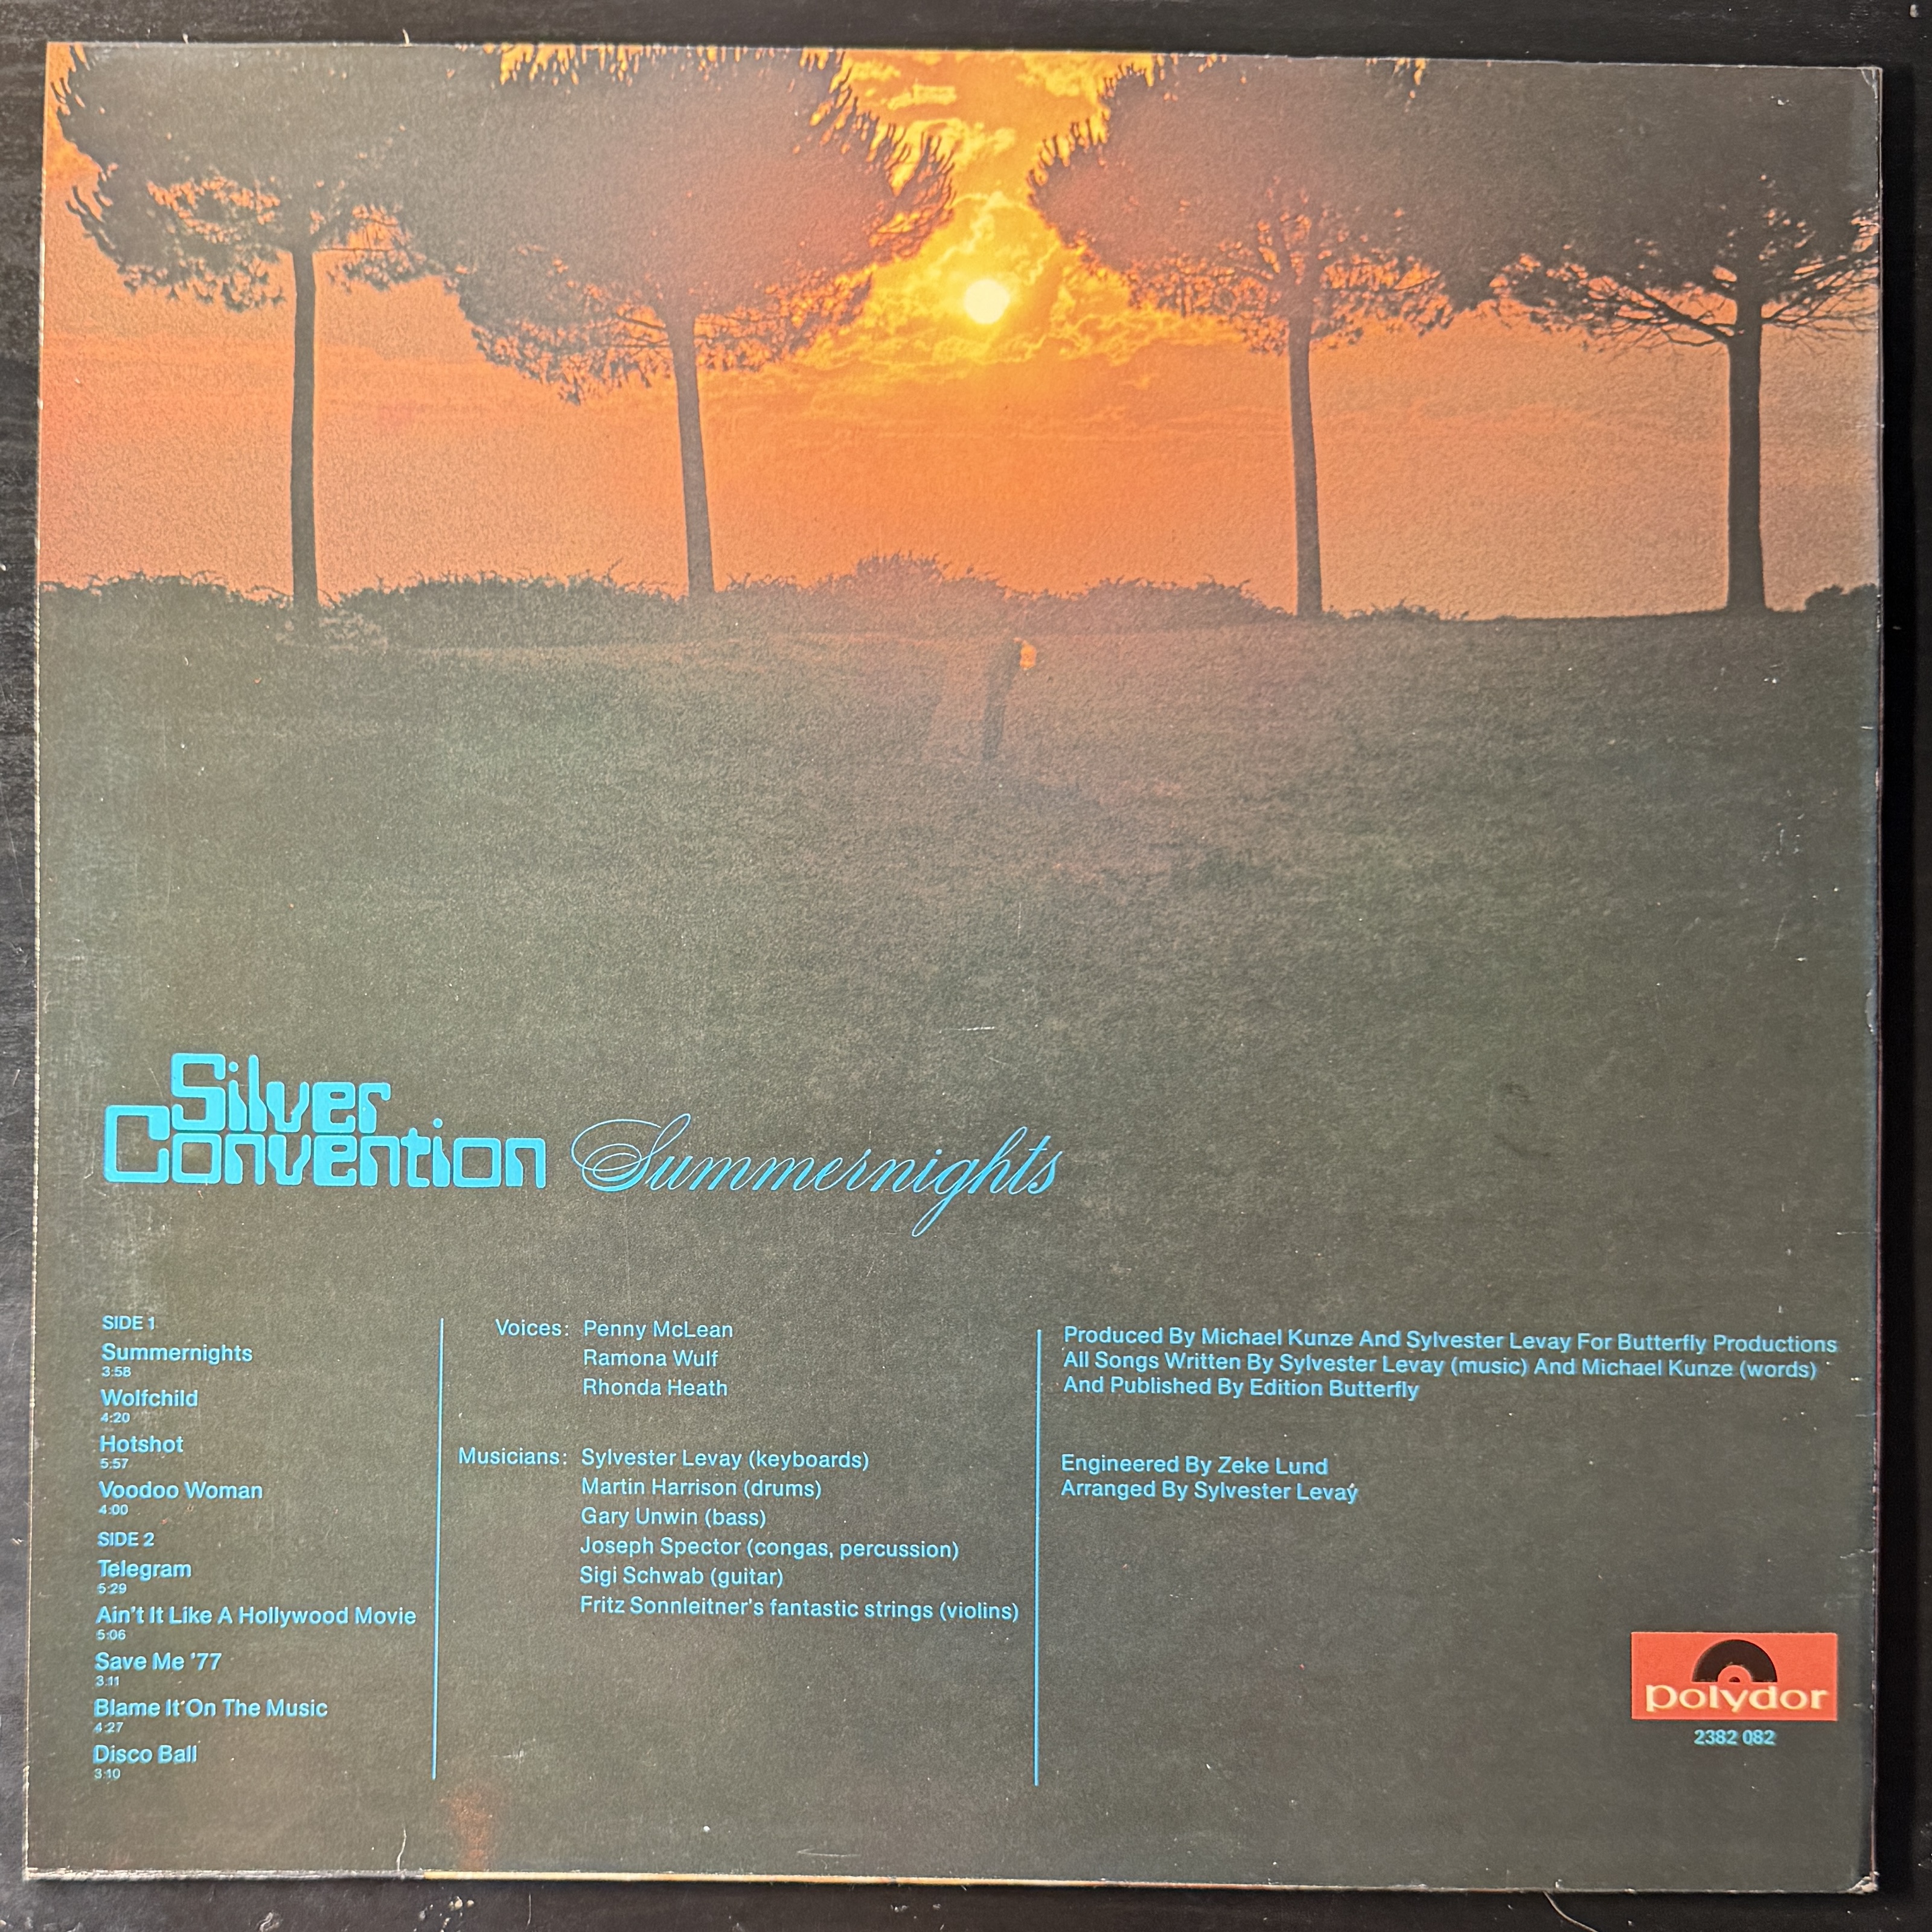 Silver
Convention Summernights
SIDE 1
Summernights
3:58
Wolfchild
4:20
Hotshot
5:57
Voodoo Woman
4:00
SIDE 2
Telegram
5:29
Ain't It Like A Hollywood Movie
5:06
Save Me '77
3:11
Blame It On The Music
4:27
Disco Ball
3:10
Voices: Penny McLean
Ramona Wulf
Rhonda Heath
Musicians: Sylvester Levay (keyboards)
Martin Harrison (drums)
Gary Unwin (bass)
Joseph Spector (congas, percussion)
Sigi Schwab (guitar)
Fritz Sonnleitner's fantastic strings (violins)
Produced By Michael Kunze And Sylvester Levay For Butterfly Productions
All Songs Written By Sylvester Levay (music) And Michael Kunze (words)
And Published By Edition Butterfly
Engineered By Zeke Lund
Arranged By Sylvester Levay
polydor
2382 082